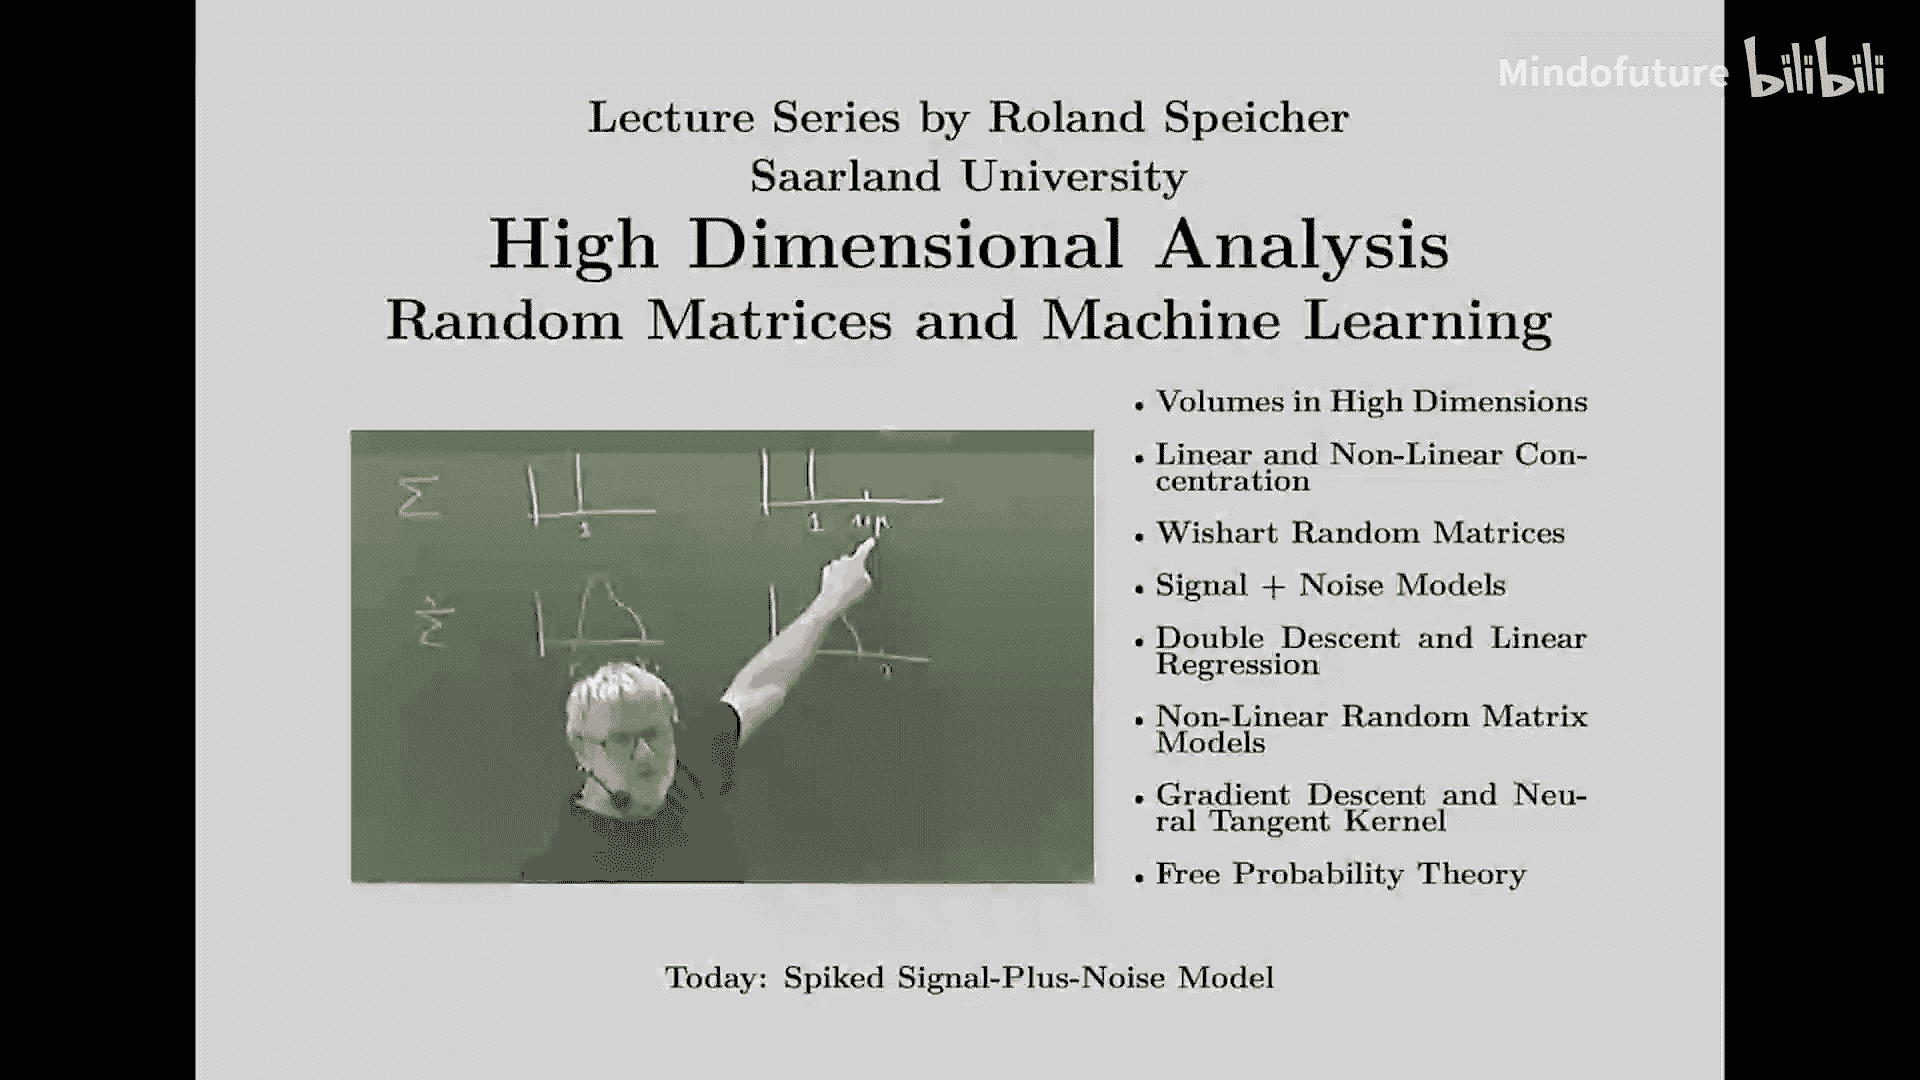 Mindofuture bilibili
Lecture Series by Roland Speicher
Saarland University
High Dimensional Analysis
Random Matrices and Machine Learning
• Volumes in High Dimensions
• Linear and Non-Linear Con-
centration
• Wishart Random Matrices
• Signal + Noise Models
• Double Descent and Linear
Regression
• Non-Linear Random Matrix
Models
• Gradient Descent and Neu-
ral Tangent Kernel
• Free Probability Theory
Σ
1
1
Today: Spiked Signal-Plus-Noise Model